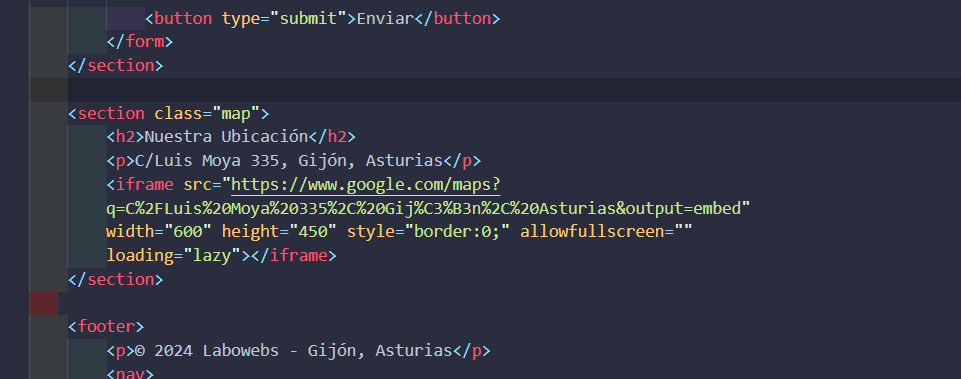 <button type="submit">Enviar</button>
</form>
</section>
<section class="map">
<h2>Nuestra Ubicación</h2>
<p>C/Luis Moya 335, Gijón, Asturias</p>
<iframe src="https://www.google.com/maps?
q=C%2FLuis%20Moya%20335%2C%20Gij%C3%B3n%2C%20Asturias&output=embed"
width="600" height="450" style="border:0;" allowfullscreen=""
loading="lazy"></iframe>
</section>
<footer>
<p>© 2024 Labowebs - Gijón, Asturias</p>
<nav>